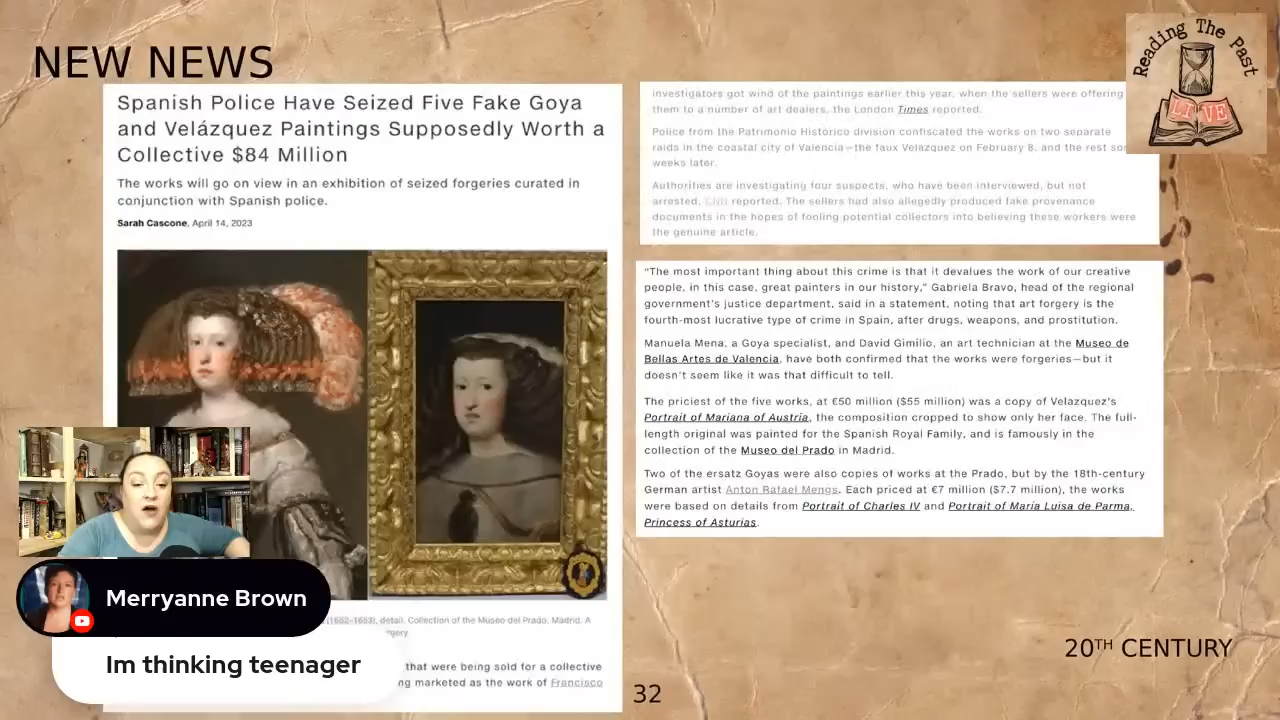 NEW NEWS
Spanish Police Have Seized Five Fake Goya
and Velázquez Paintings Supposedly Worth a
Collective $84 Million
The works will go on view in an exhibition of seized forgeries curated in
conjunction with Spanish police.
Sarah Cascone, April 14, 2023
(1652–1653), detail. Collection of the Museo del Prado, Madrid. A
that were being sold for a collective
ng marketed as the work of Francisco
Merryanne Brown
Im thinking teenager
investigators got wind of the paintings earlier this year, when the sellers were offering
them to a number of art dealers, the London Times reported.
Police from the Patrimonio Histórico division confiscated the works on two separate
raids in the coastal city of Valencia—the faux Velázquez on February 8, and the rest
weeks later.
Authorities are investigating four suspects, who have been interviewed, but not
arrested, CNN reported. The sellers had also allegedly produced fake provenance
documents in the hopes of fooling potential collectors into believing these workers were
the genuine article.
"The most important thing about this crime is that it devalues the work of our creative
people, in this case, great painters in our history," Gabriela Bravo, head of the regional
government's justice department, said in a statement, noting that art forgery is the
fourth-most lucrative type of crime in Spain, after drugs, weapons, and prostitution.
Manuela Mena, a Goya specialist, and David Gimilio, an art technician at the Museo de
Bellas Artes de Valencia, have both confirmed that the works were forgeries—but it
doesn't seem like it was that difficult to tell.
The priciest of the five works, at €50 million ($55 million) was a copy of Velazquez's
Portrait of Mariana of Austria, the composition cropped to show only her face. The full-
length original was painted for the Spanish Royal Family, and is famously in the
collection of the Museo del Prado in Madrid.
Two of the ersatz Goyas were also copies of works at the Prado, but by the 18th-century
German artist Anton Rafael Mengs. Each priced at €7 million ($7.7 million), the works
were based on details from Portrait of Charles IV and Portrait of María Luisa de Parma,
Princess of Asturias.
Reading The Past
LIVE
20TH CENTURY
32